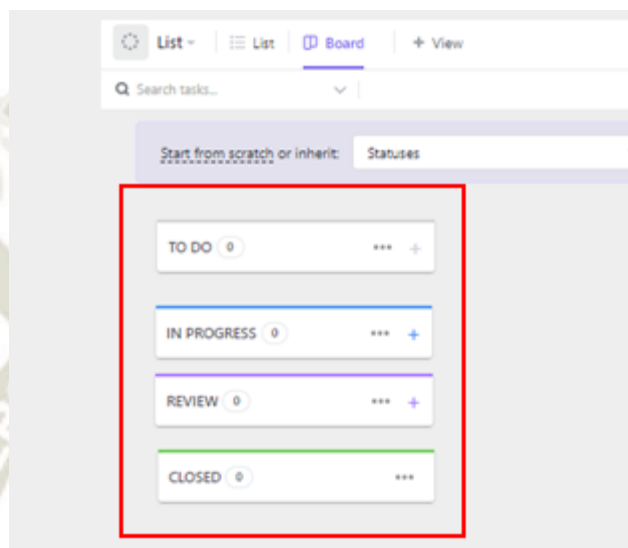 List List Board + View
Search tasks...
Start from scratch or inherit: Statuses
TO DO 0
IN PROGRESS 0
REVIEW 0
CLOSED 0